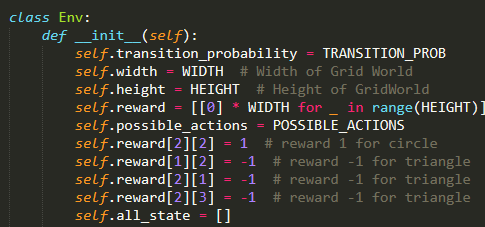 class Env:
    def __init__(self):
        self.transition_probability = TRANSITION_PROB
        self.width = WIDTH  # Width of Grid World
        self.height = HEIGHT  # Height of GridWorld
        self.reward = [[0] * WIDTH for _ in range(HEIGHT)]
        self.possible_actions = POSSIBLE_ACTIONS
        self.reward[2][2] = 1  # reward 1 for circle
        self.reward[1][2] = -1  # reward -1 for triangle
        self.reward[2][1] = -1  # reward -1 for triangle
        self.reward[2][3] = -1  # reward -1 for triangle
        self.all_state = []